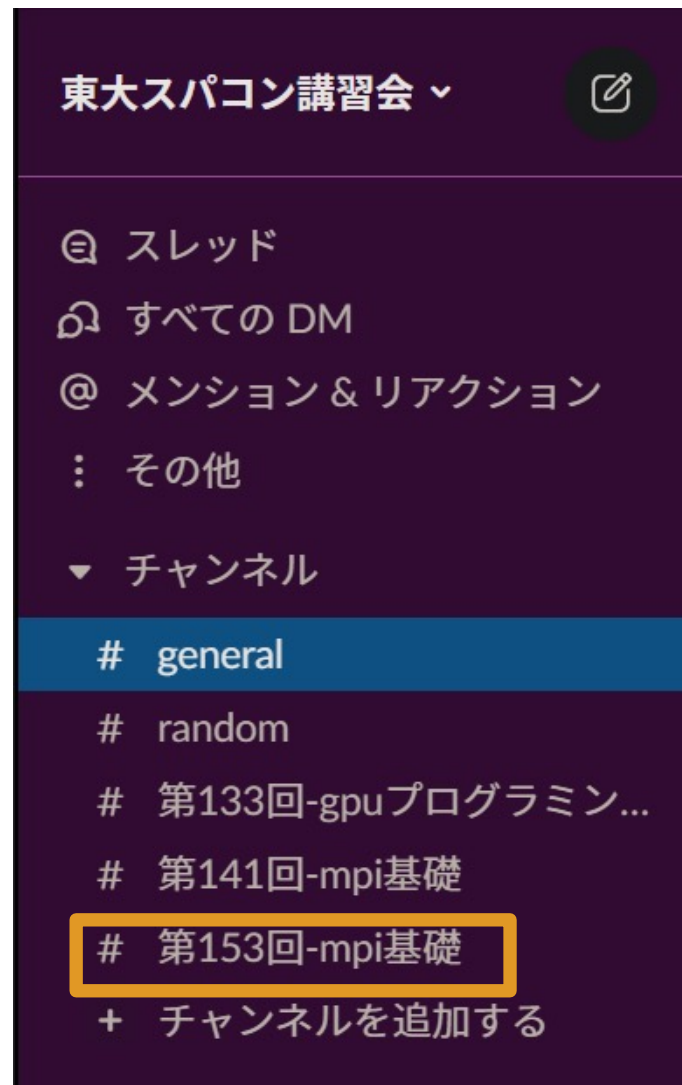 東大スパコン講習会
スレッド
すべての DM
@ メンション & リアクション
その他
チャンネル
# general
# random
# 第133回-gpuプログラミン...
# 第141回-mpi基礎
# 第153回-mpi基礎
+ チャンネルを追加する